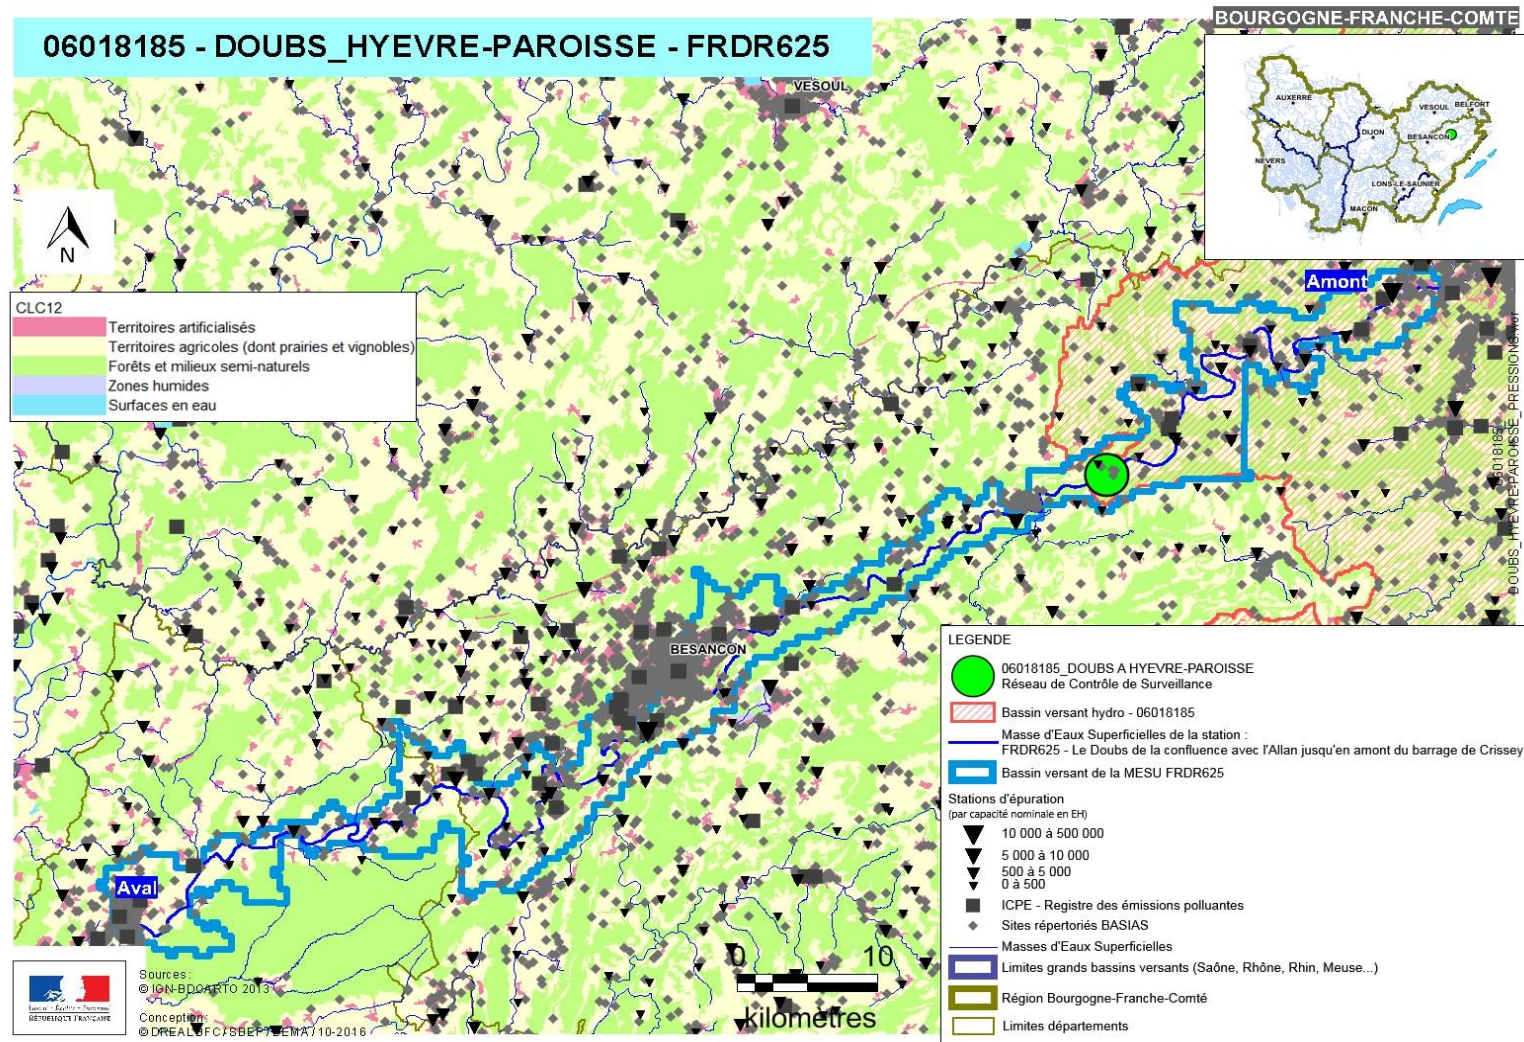 BOURGOGNE-FRANCHE-COMTE
06018185 - DOUBS_HYEVRE-PAROISSE - FRDR625
VESOUL
AUXERRE
VESOUL
BELFORT
DIJON
BESANCON
NEVERS
LONS-LE-SAUNIER
MACON
N
Amont
CLC12
Territoires artificialisés
Territoires agricoles (dont prairies et vignobles)
Forêts et milieux semi-naturels
Zones humides
Surfaces en eau
DOUBS_HYEVRE-PAROISSE_PRESSIONS.wor
06018185
BESANCON
Aval
LEGENDE
06018185_DOUBS A HYEVRE-PAROISSE
Réseau de Contrôle de Surveillance
Bassin versant hydro - 06018185
Masse d'Eaux Superficielles de la station :
FRDR625 - Le Doubs de la confluence avec l'Allan jusqu'en amont du barrage de Crissey
Bassin versant de la MESU FRDR625
Stations d'épuration
(par capacité nominale en EH)
10 000 à 500 000
5 000 à 10 000
500 à 5 000
0 à 500
ICPE - Registre des émissions polluantes
Sites répertoriés BASIAS
Masses d'Eaux Superficielles
Limites grands bassins versants (Saône, Rhône, Rhin, Meuse...)
Région Bourgogne-Franche-Comté
Limites départements
0 10
kilomètres
RÉPUBLIQUE FRANÇAISE
Sources :
© IGN-BDCARTO 2013
Conception :
© DREAL BFC / SBEP / DEMA / 10-2016